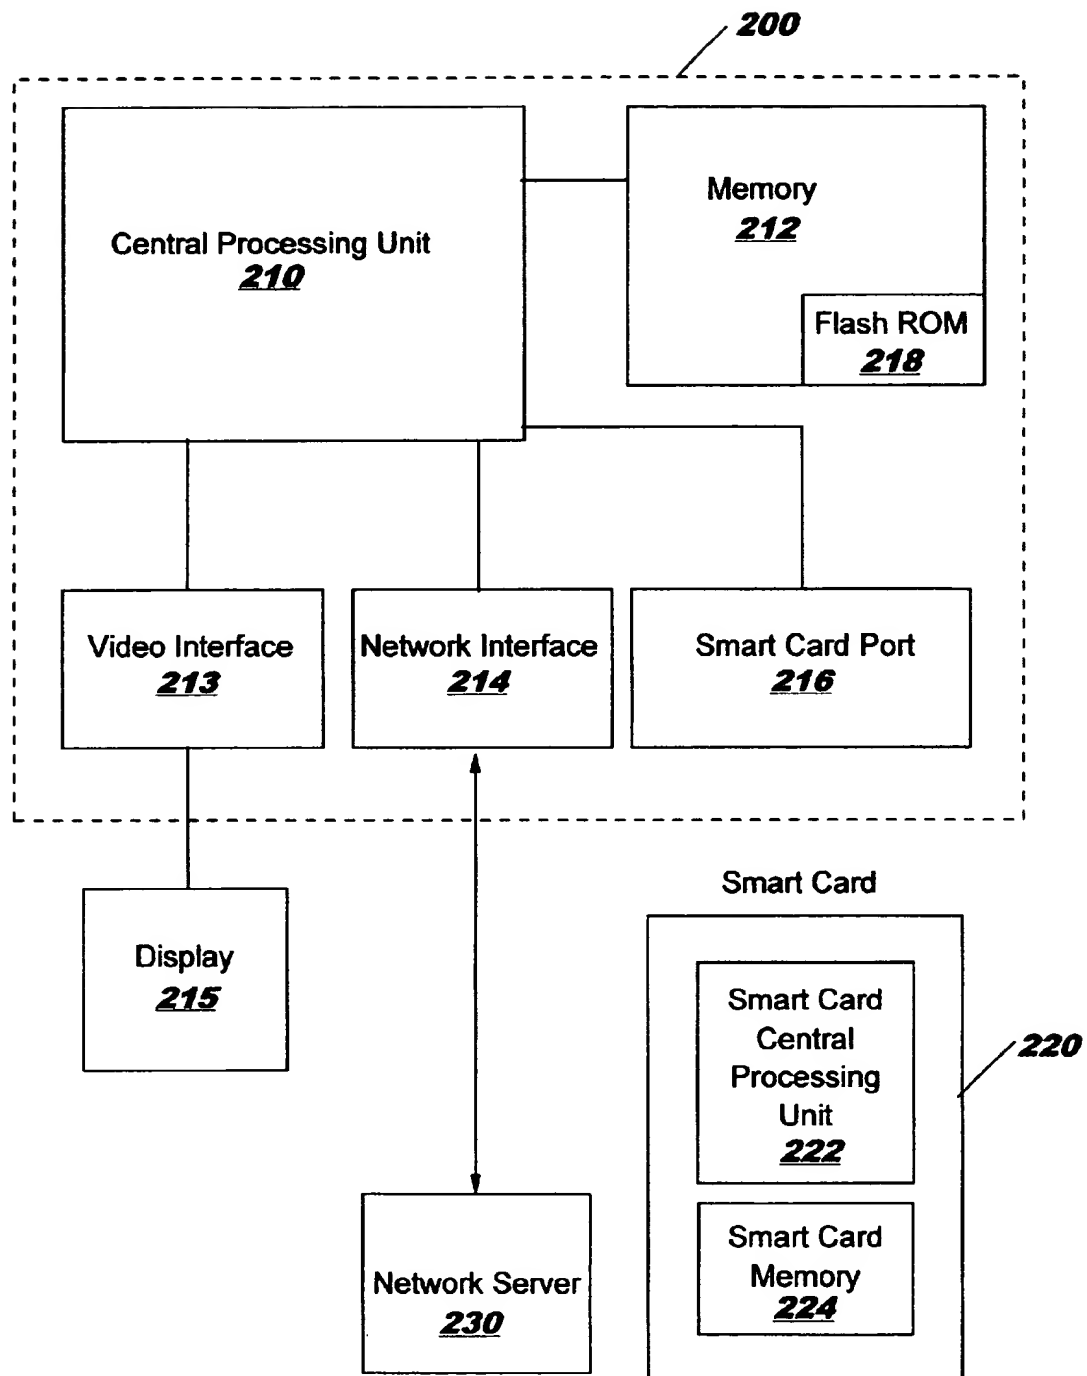 200
Central Processing Unit
210
Memory
212
Flash ROM
218
Video Interface
213
Network Interface
214
Smart Card Port
216
Display
215
Smart Card
Smart Card
Central
Processing
Unit
222
220
Smart Card
Memory
224
Network Server
230